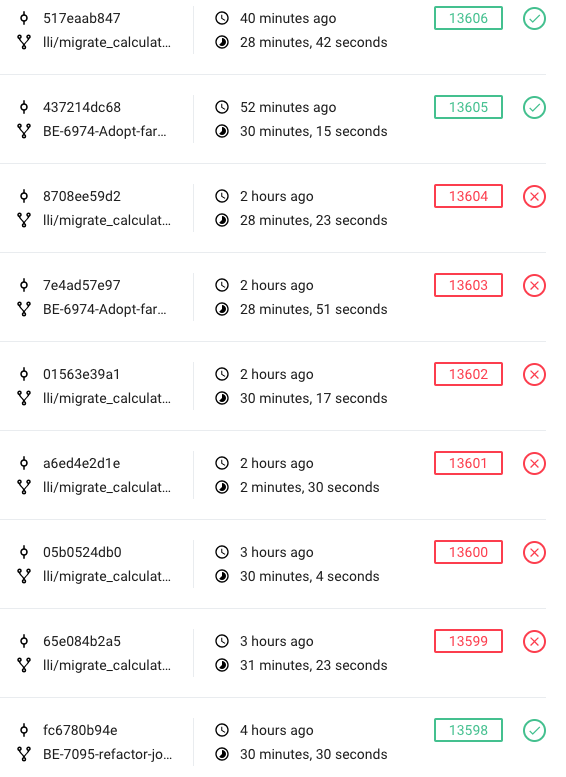 517eaab847 40 minutes ago 13606
lli/migrate_calculat... 28 minutes, 42 seconds
437214dc68 52 minutes ago 13605
BE-6974-Adopt-far... 30 minutes, 15 seconds
8708ee59d2 2 hours ago 13604
lli/migrate_calculat... 28 minutes, 23 seconds
7e4ad57e97 2 hours ago 13603
BE-6974-Adopt-far... 28 minutes, 51 seconds
01563e39a1 2 hours ago 13602
lli/migrate_calculat... 30 minutes, 17 seconds
a6ed4e2d1e 2 hours ago 13601
lli/migrate_calculat... 2 minutes, 30 seconds
05b0524db0 3 hours ago 13600
lli/migrate_calculat... 30 minutes, 4 seconds
65e084b2a5 3 hours ago 13599
lli/migrate_calculat... 31 minutes, 23 seconds
fc6780b94e 4 hours ago 13598
BE-7095-refactor-jo... 30 minutes, 30 seconds